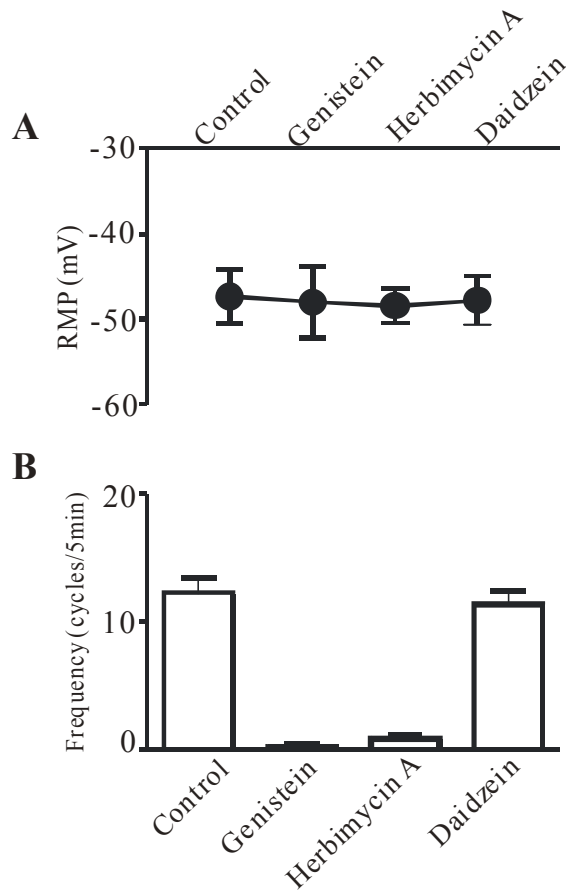 Control
Genistein
Herbimycin A
Daidzein
A
-30
-40
-50
-60
RMP (mV)
B
20
10
0
Frequency (cycles/5min)
Control
Genistein
Herbimycin A
Daidzein